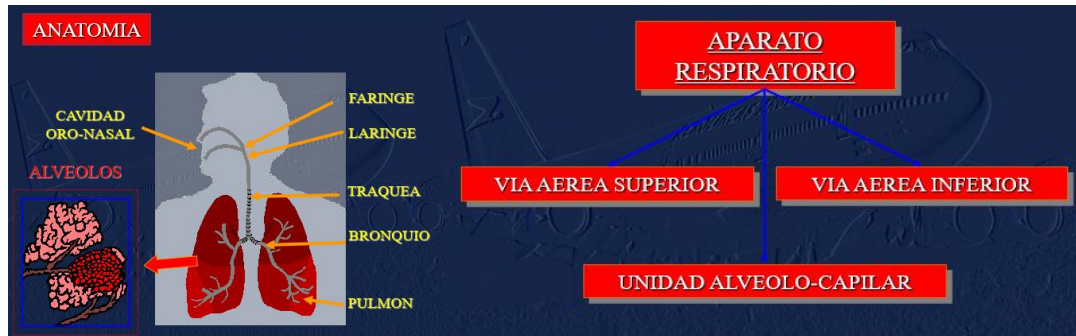 ANATOMIA
CAVIDAD
ORO-NASAL
ALVEOLOS
FARINGE
LARINGE
TRAQUEA
BRONQUIO
PULMON
APARATO
RESPIRATORIO
VIA AEREA SUPERIOR
VIA AEREA INFERIOR
UNIDAD ALVEOLO-CAPILAR